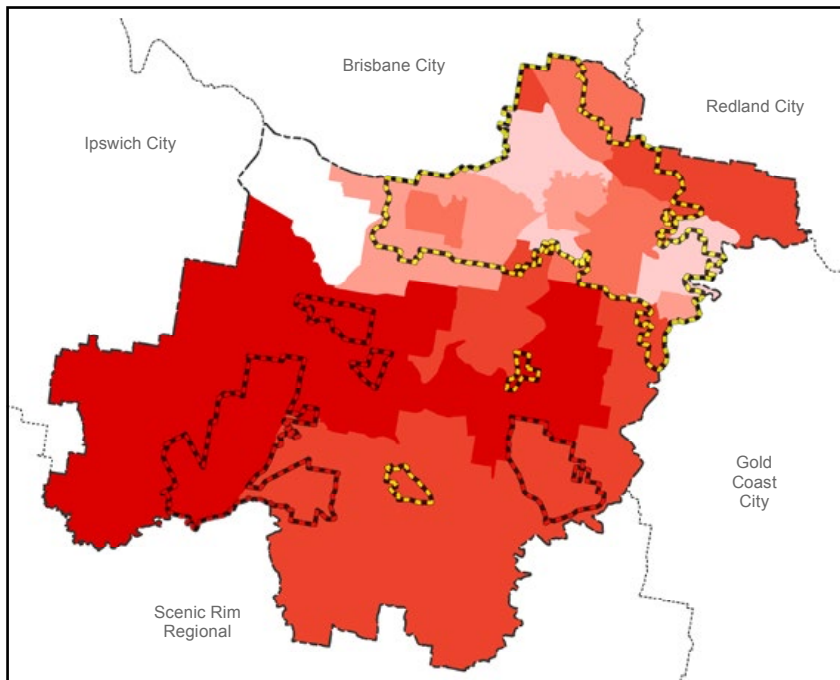 Brisbane City
Redland City
Ipswich City
Gold
Coast
City
Scenic Rim
Regional